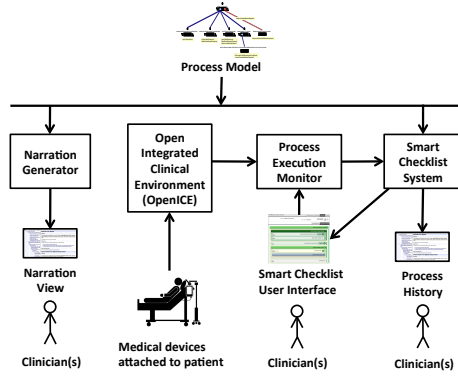 Process Model
Narration
Generator
Open
Integrated
Clinical
Environment
(OpenICE)
Process
Execution
Monitor
Smart
Checklist
System
Narration
View
Smart Checklist
User Interface
Process
History
Medical devices
attached to patient
Clinician(s)
Clinician(s)
Clinician(s)